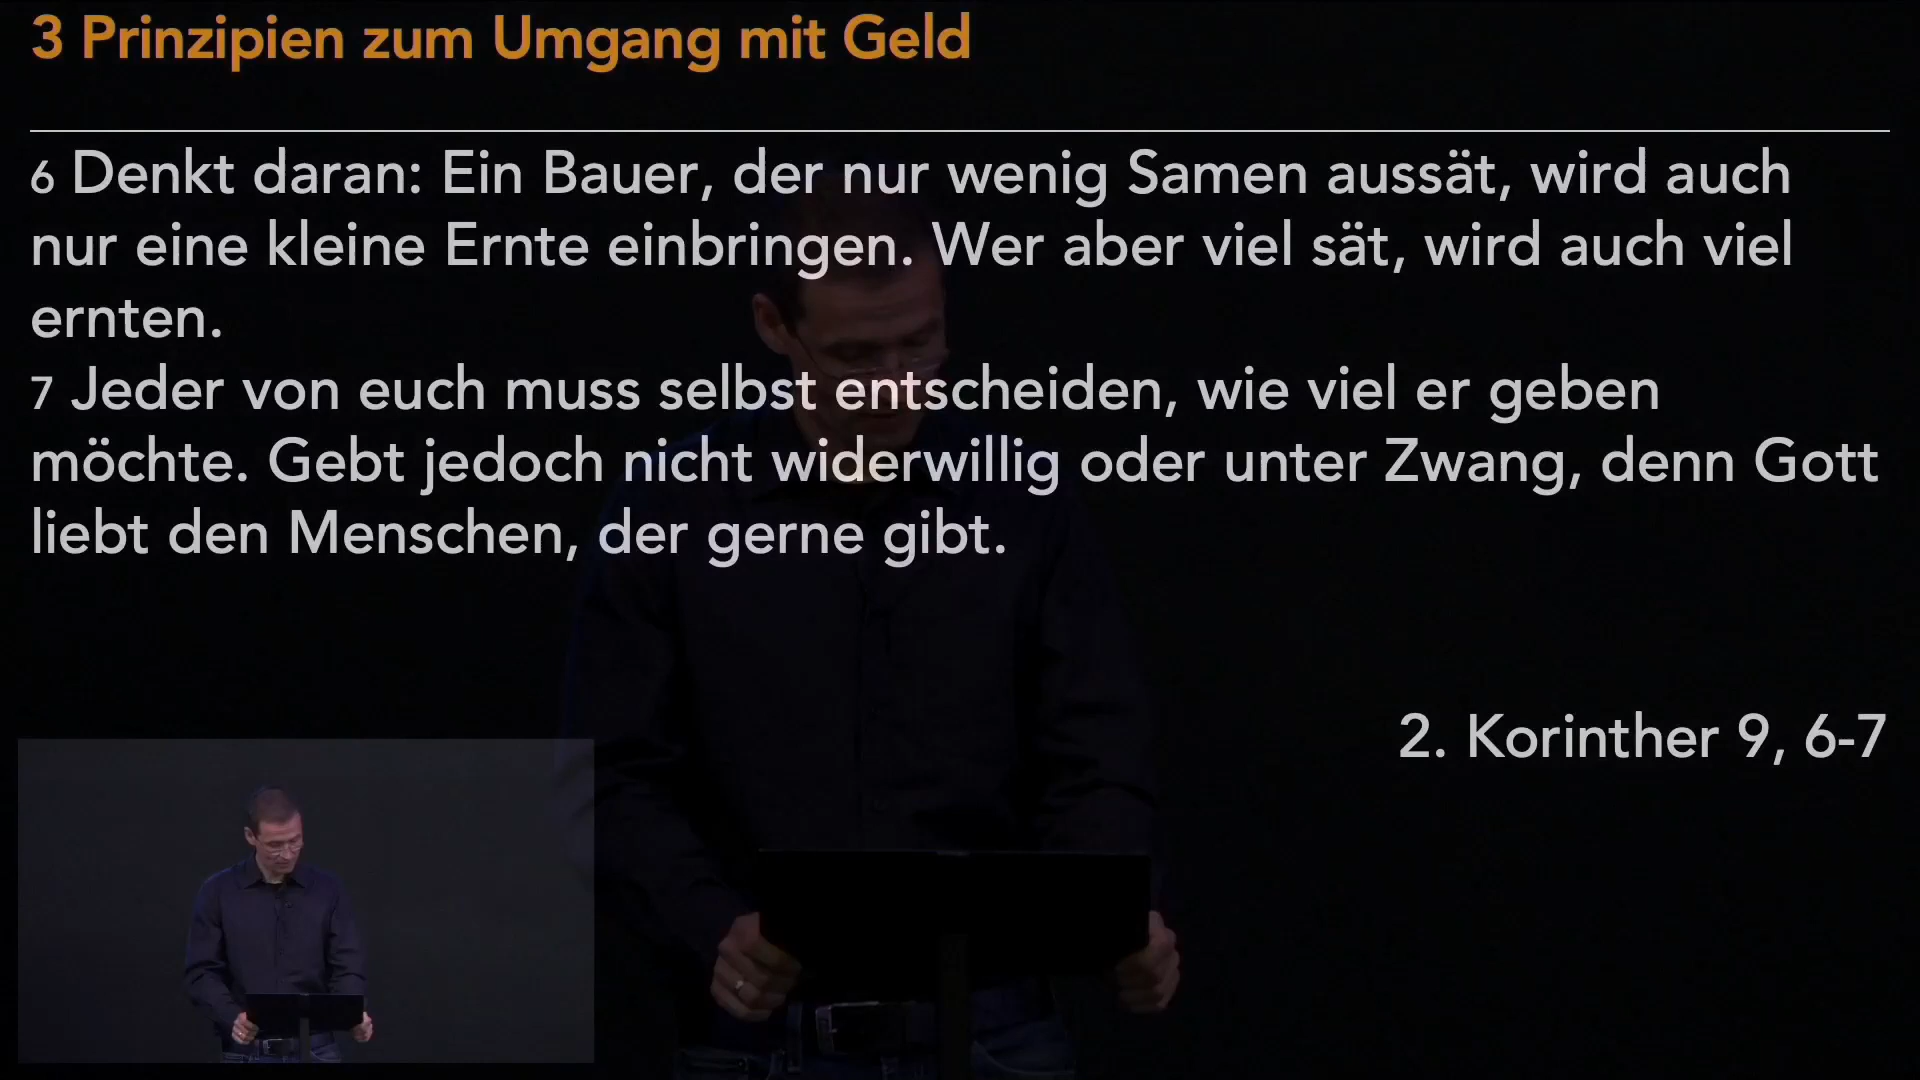 3 Prinzipien zum Umgang mit Geld
6 Denkt daran: Ein Bauer, der nur wenig Samen aussät, wird auch
nur eine kleine Ernte einbringen. Wer aber viel sät, wird auch viel
ernten.
7 Jeder von euch muss selbst entscheiden, wie viel er geben
möchte. Gebt jedoch nicht widerwillig oder unter Zwang, denn Gott
liebt den Menschen, der gerne gibt.
2. Korinther 9, 6-7